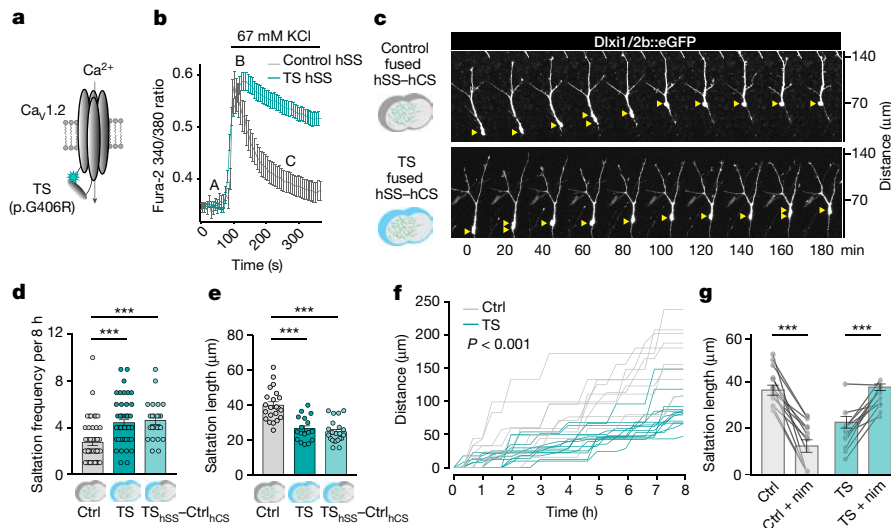 a
Ca2+
CaV1.2
TS
(p.G406R)
b
67 mM KCl
Control hSS
TS hSS
B
A
C
Fura-2 340/380 ratio
0.6
0.5
0.4
0 100 200 300
Time (s)
c
Dlxi1/2b::eGFP
Control
fused
hSS–hCS
TS
fused
hSS–hCS
140
70
140
70
Distance (μm)
0 20 40 60 80 100 120 140 160 180 min
d
***
***
Saltation frequency per 8 h
12
8
4
0
Ctrl TS TShSS–CtrlhCS
e
***
***
Saltation length (μm)
80
60
40
20
0
Ctrl TS TShSS–CtrlhCS
f
Ctrl
TS
P < 0.001
Distance (μm)
250
200
150
100
50
0
0 1 2 3 4 5 6 7 8
Time (h)
g
*** ***
Saltation length (μm)
60
40
20
0
Ctrl
Ctrl + nim
TS
TS + nim